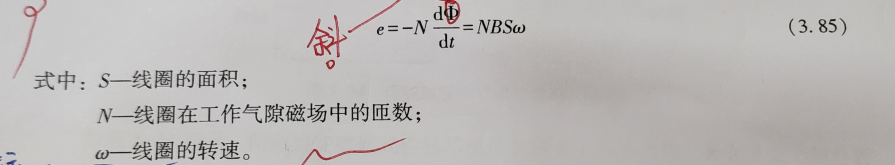 斜
e=-N dΦ/dt=NBSω (3.85)
式中：S—线圈的面积；
N—线圈在工作气隙磁场中的匝数；
ω—线圈的转速。